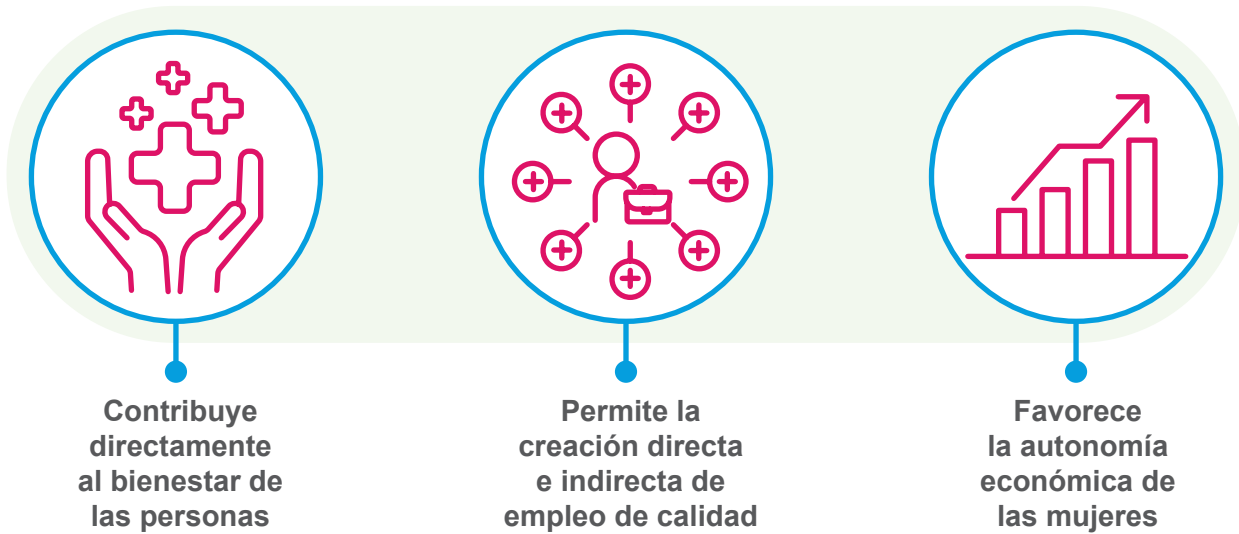 Contribuye
directamente
al bienestar de
las personas
Permite la
creación directa
e indirecta de
empleo de calidad
Favorece
la autonomía
económica de
las mujeres